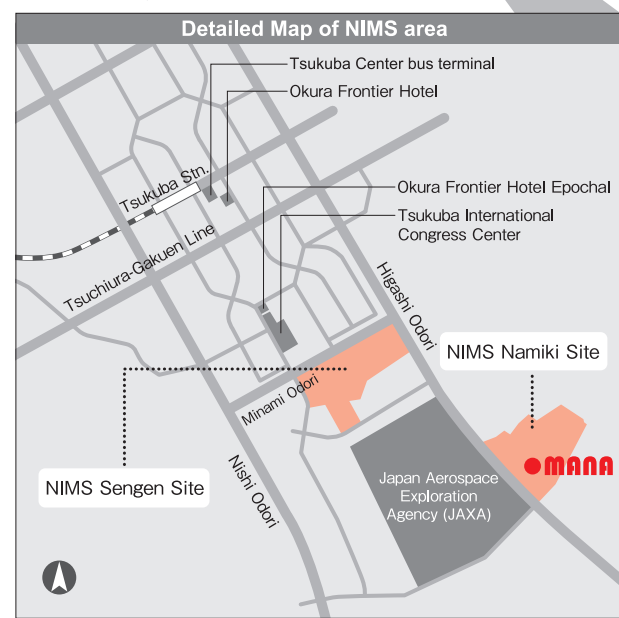 Detailed Map of NIMS area
Tsukuba Center bus terminal
Okura Frontier Hotel
Tsukuba Stn.
Okura Frontier Hotel Epochal
Tsukuba International
Congress Center
Tsuchiura-Gakuen Line
Higashi Odori
NIMS Namiki Site
Minami Odori
MANA
NIMS Sengen Site
Nishi Odori
Japan Aerospace
Exploration
Agency (JAXA)